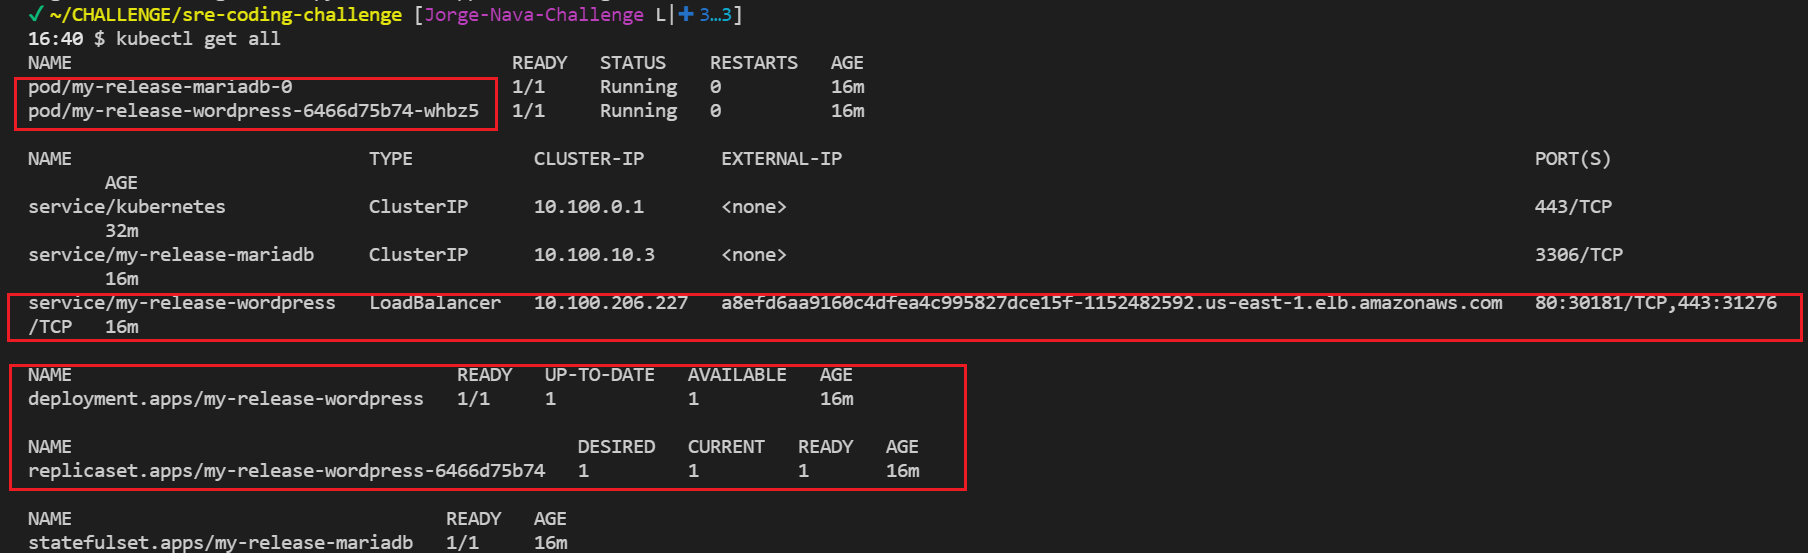 ✓ ~/CHALLENGE/sre-coding-challenge [Jorge-Nava-Challenge L|✚ 3…3]
16:40 $ kubectl get all
NAME READY STATUS RESTARTS AGE
pod/my-release-mariadb-0 1/1 Running 0 16m
pod/my-release-wordpress-6466d75b74-whbz5 1/1 Running 0 16m
NAME TYPE CLUSTER-IP EXTERNAL-IP PORT(S)
AGE
service/kubernetes ClusterIP 10.100.0.1 <none> 443/TCP
32m
service/my-release-mariadb ClusterIP 10.100.10.3 <none> 3306/TCP
16m
service/my-release-wordpress LoadBalancer 10.100.206.227 a8efd6aa9160c4dfea4c995827dce15f-1152482592.us-east-1.elb.amazonaws.com 80:30181/TCP,443:31276
/TCP 16m
NAME READY UP-TO-DATE AVAILABLE AGE
deployment.apps/my-release-wordpress 1/1 1 1 16m
NAME DESIRED CURRENT READY AGE
replicaset.apps/my-release-wordpress-6466d75b74 1 1 1 16m
NAME READY AGE
statefulset.apps/my-release-mariadb 1/1 16m